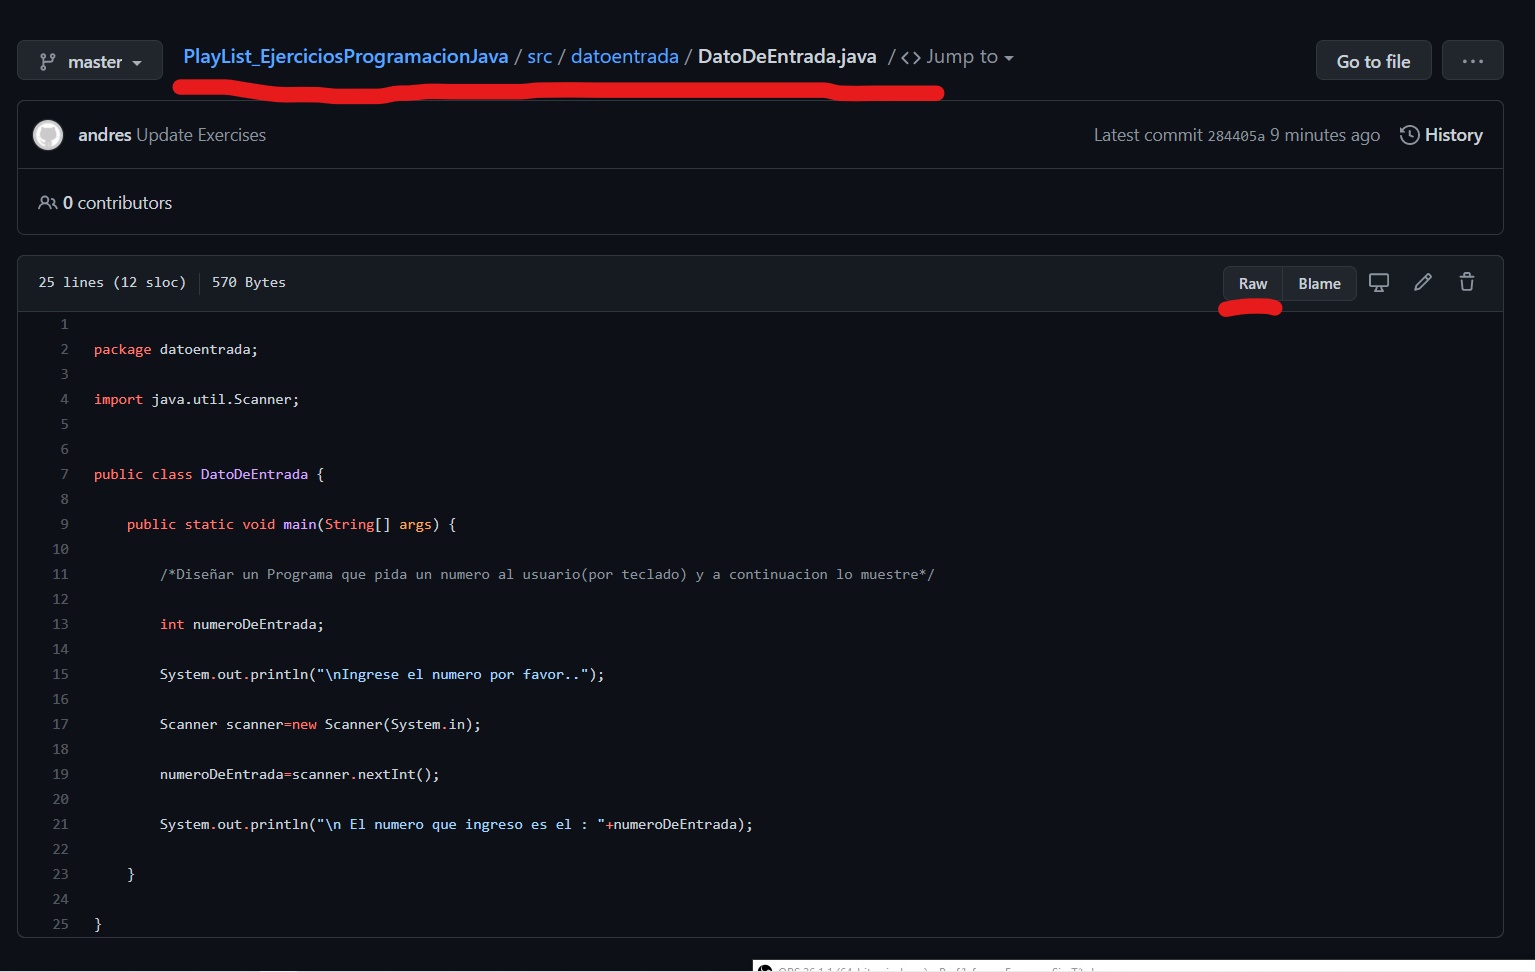 master PlayList_EjerciciosProgramacionJava / src / datoentrada / DatoDeEntrada.java / <> Jump to Go to file ...
andres Update Exercises Latest commit 284405a 9 minutes ago History
0 contributors
25 lines (12 sloc) 570 Bytes Raw Blame
1
2 package datoentrada;
3
4 import java.util.Scanner;
5
6
7 public class DatoDeEntrada {
8
9 public static void main(String[] args) {
10
11 /*Diseñar un Programa que pida un numero al usuario(por teclado) y a continuacion lo muestre*/
12
13 int numeroDeEntrada;
14
15 System.out.println("\nIngrese el numero por favor..");
16
17 Scanner scanner=new Scanner(System.in);
18
19 numeroDeEntrada=scanner.nextInt();
20
21 System.out.println("\n El numero que ingreso es el : "+numeroDeEntrada);
22
23 }
24
25 }